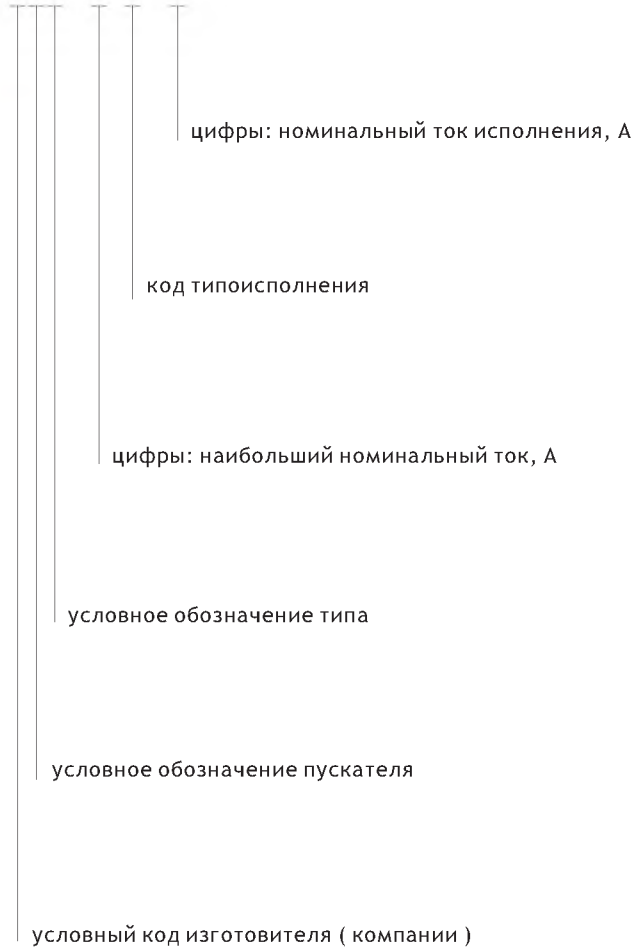 цифры: номинальный ток исполнения, А
код типоисполнения
цифры: наибольший номинальный ток, А
условное обозначение типа
условное обозначение пускателя
условный код изготовителя ( компании )